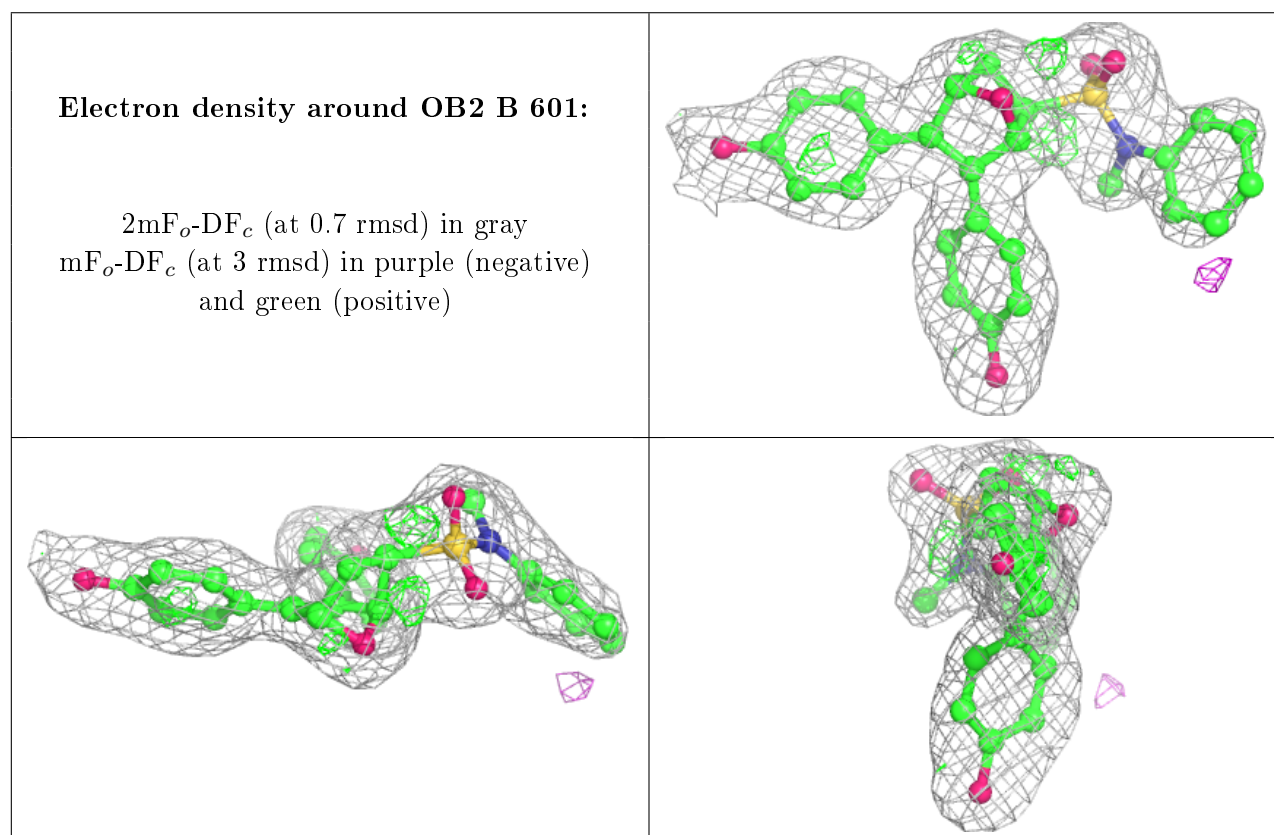 Electron density around OB2 B 601:
2mFₒ-DF𝒸 (at 0.7 rmsd) in gray
mFₒ-DF𝒸 (at 3 rmsd) in purple (negative)
and green (positive)